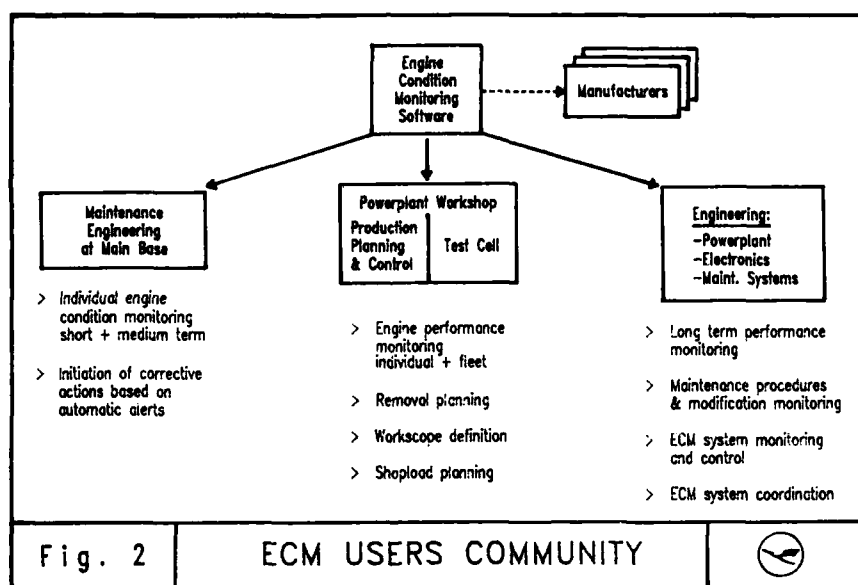 Engine
Condition
Monitoring
Software
Manufacturers
Maintenance
Engineering
at Main Base
Powerplant Workshop
Production
Planning
& Control
Test Cell
Engineering:
-Powerplant
-Electronics
-Maint. Systems
> Individual engine
condition monitoring
short + medium term
> Initiation of corrective
actions based on
automatic alerts
> Engine performance
monitoring
individual + fleet
> Removal planning
> Workscope definition
> Shopload planning
> Long term performance
monitoring
> Maintenance procedures
& modification monitoring
> ECM system monitoring
and control
> ECM system coordination
Fig. 2
ECM USERS COMMUNITY